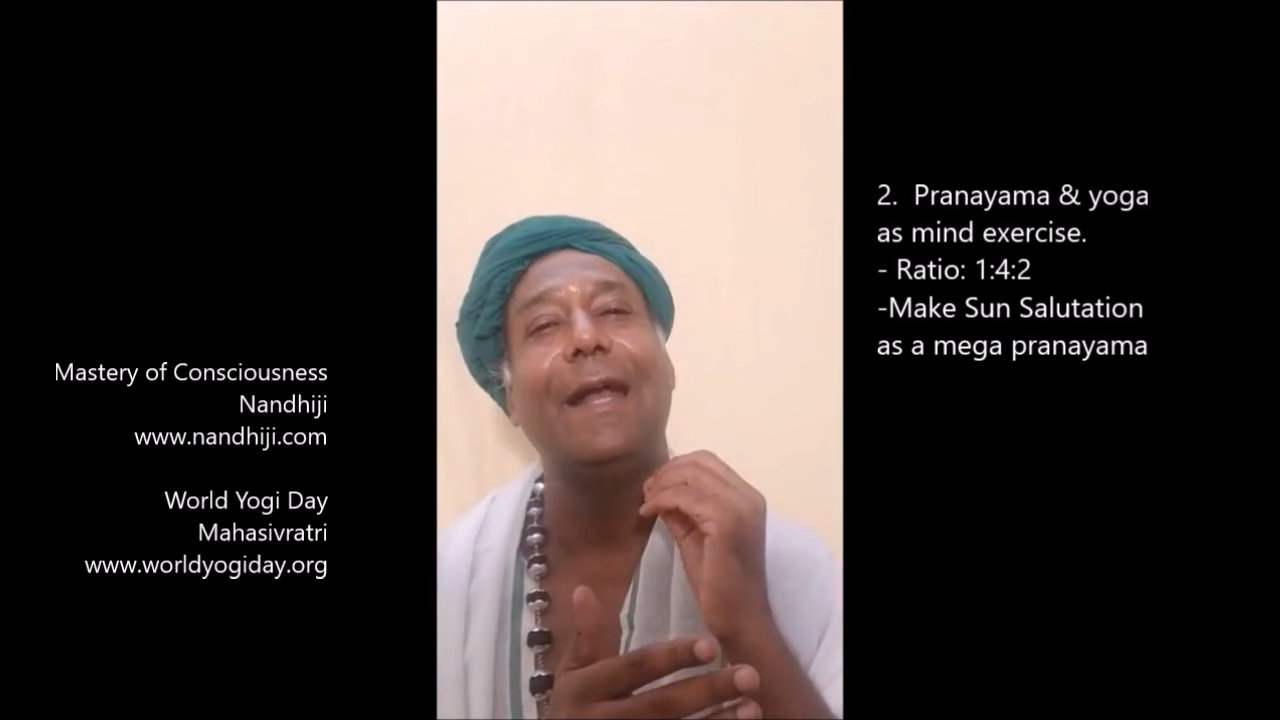 Mastery of Consciousness
Nandhiji
www.nandhiji.com
World Yogi Day
Mahasivratri
www.worldyogiday.org
2.  Pranayama & yoga
as mind exercise.
- Ratio: 1:4:2
-Make Sun Salutation
as a mega pranayama